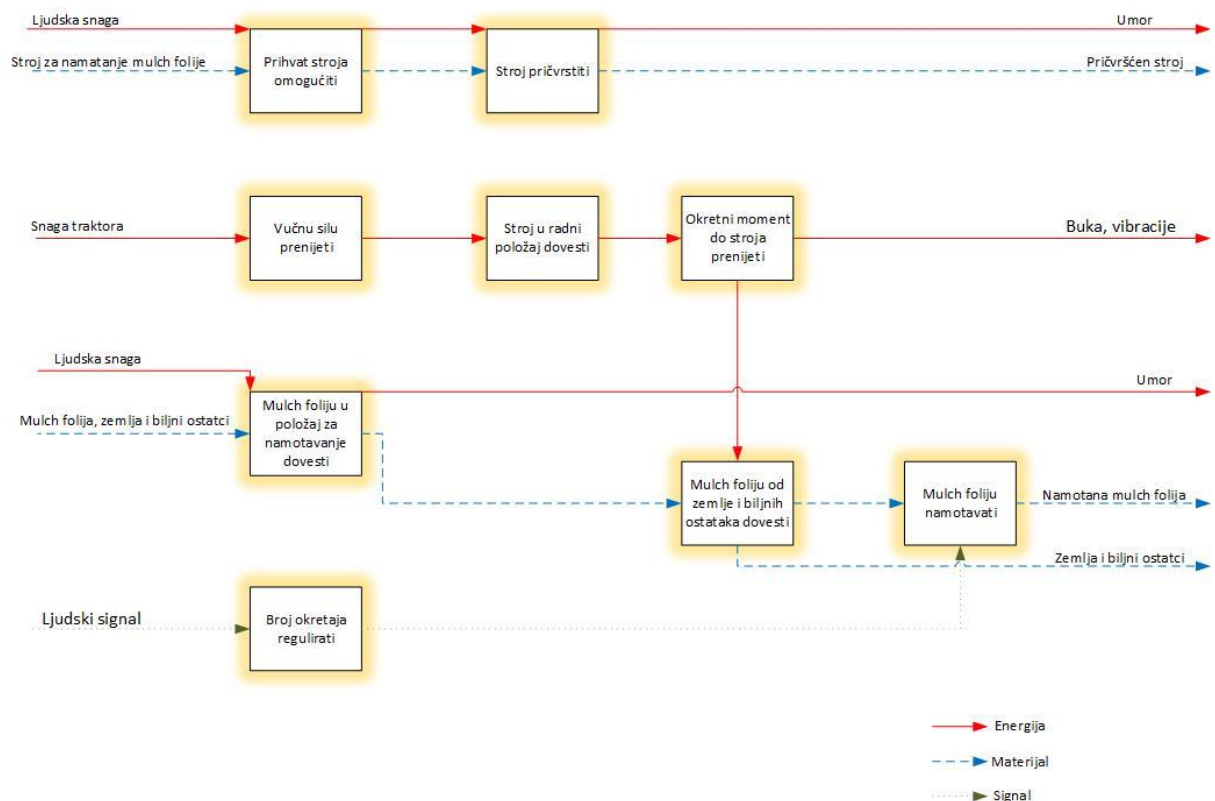 Ljudska snaga
Umor
Stroj za namatanje mulch folije
Prihvat stroja
omogućiti
Stroj pričvrstiti
Pričvršćen stroj
Snaga traktora
Vučnu silu
prenijeti
Stroj u radni
položaj dovesti
Okretni moment
do stroja
prenijeti
Buka, vibracije
Ljudska snaga
Umor
Mulch folija, zemlja i biljni ostatci
Mulch foliju u
položaj za
namotavanje
dovesti
Mulch foliju od
zemlje i biljnih
ostataka dovesti
Mulch foliju
namotavati
Namotana mulch folija
Zemlja i biljni ostatci
Ljudski signal
Broj okretaja
regulirati
Energija
Materijal
Signal